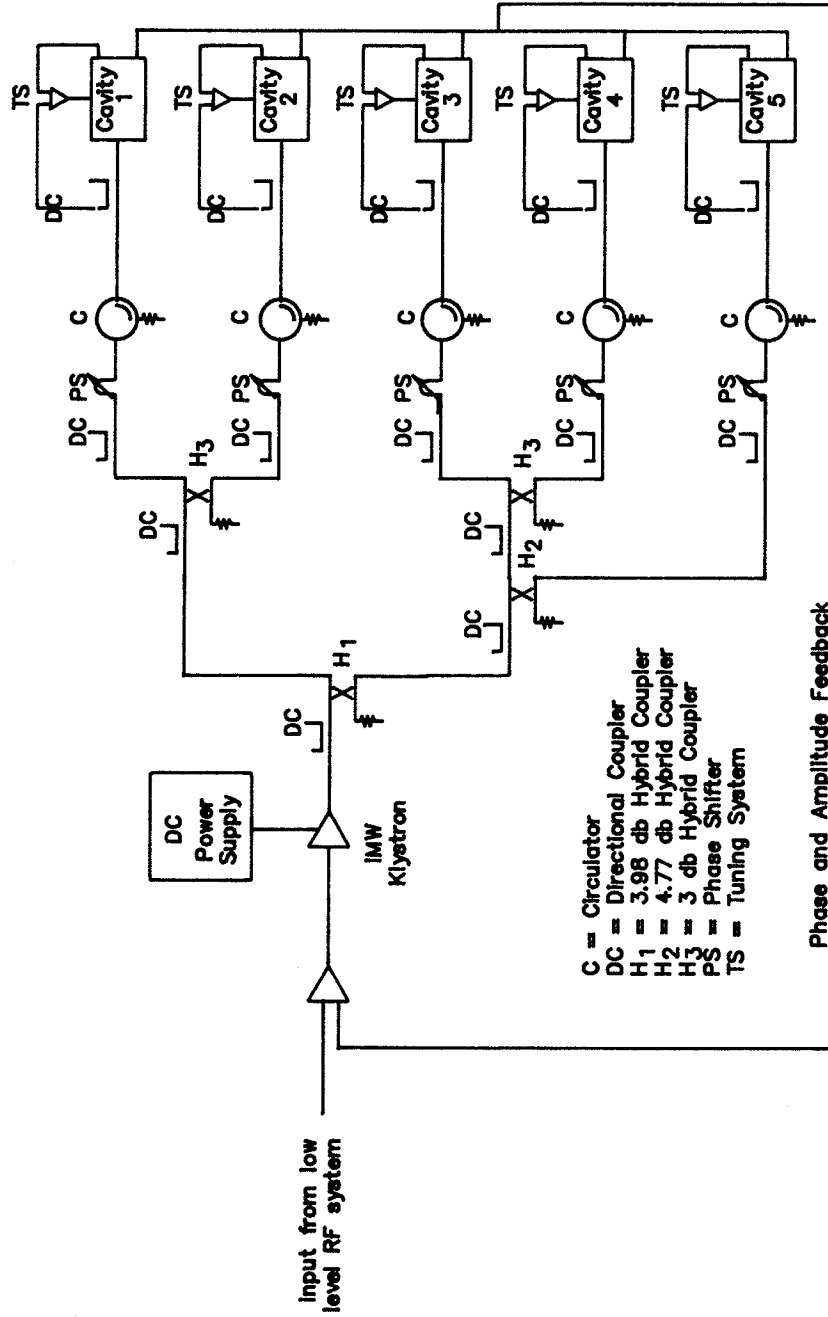 TS
Cavity
1
DC
C
PS
DC
TS
Cavity
2
DC
C
PS
DC
H3
DC
TS
Cavity
3
DC
C
PS
DC
TS
Cavity
4
DC
C
PS
DC
H3
DC
H2
DC
TS
Cavity
5
DC
C
PS
DC
H1
DC
DC
Power
Supply
IMW
Klystron
Input from low
level RF system
C = Circulator
DC = Directional Coupler
H1 = 3.98 db Hybrid Coupler
H2 = 4.77 db Hybrid Coupler
H3 = 3 db Hybrid Coupler
PS = Phase Shifter
TS = Tuning System
Phase and Amplitude Feedback